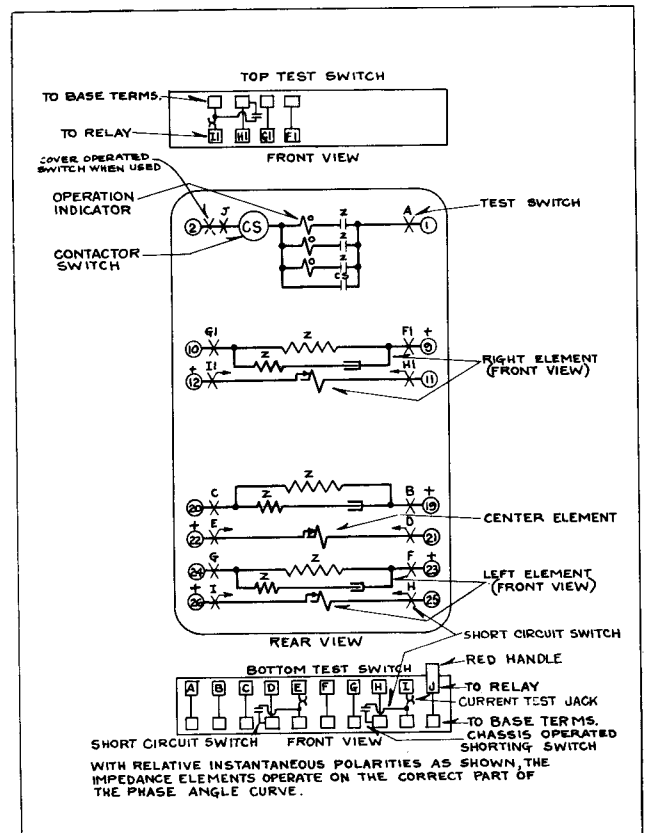 TOP TEST SWITCH
TO BASE TERMS.
TO RELAY
I1 H1 G1 F1
FRONT VIEW
COVER OPERATED
SWITCH WHEN USED
OPERATION
INDICATOR
CONTACTOR
SWITCH
TEST SWITCH
2 J CS O Z A 1
O Z
O Z
CS
G1 Z F1 +
10 9
Z
+ I1 H1
12 11
RIGHT ELEMENT
(FRONT VIEW)
Z
C Z B +
20 19
+ E D
22 21
CENTER ELEMENT
G Z F +
24 23
Z
+ I H
26 25
LEFT ELEMENT
(FRONT VIEW)
REAR VIEW
SHORT CIRCUIT SWITCH
BOTTOM TEST SWITCH
RED HANDLE
A B C D E F G H I J
TO RELAY
CURRENT TEST JACK
TO BASE TERMS.
CHASSIS OPERATED
SHORTING SWITCH
SHORT CIRCUIT SWITCH
FRONT VIEW
WITH RELATIVE INSTANTANEOUS POLARITIES AS SHOWN, THE
IMPEDANCE ELEMENTS OPERATE ON THE CORRECT PART OF
THE PHASE ANGLE CURVE.